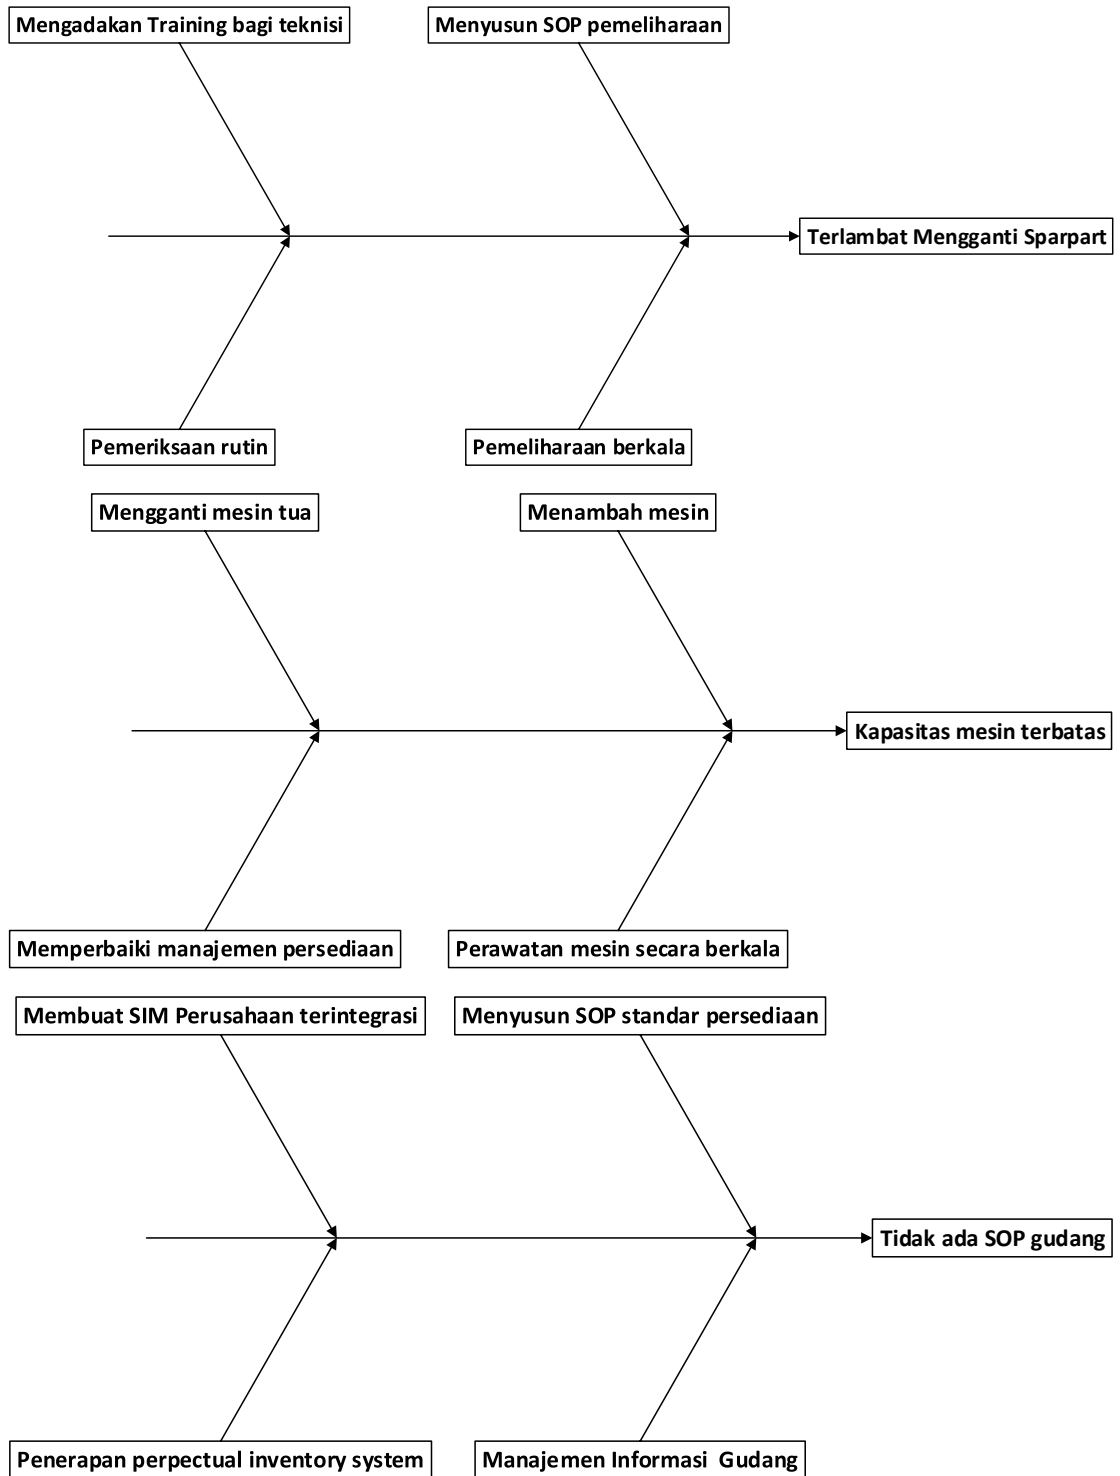 Mengadakan Training bagi teknisi
Menyusun SOP pemeliharaan
Terlambat Mengganti Sparpart
Pemeriksaan rutin
Pemeliharaan berkala
Mengganti mesin tua
Menambah mesin
Kapasitas mesin terbatas
Memperbaiki manajemen persediaan
Perawatan mesin secara berkala
Membuat SIM Perusahaan terintegrasi
Menyusun SOP standar persediaan
Tidak ada SOP gudang
Penerapan perpectual inventory system
Manajemen Informasi  Gudang